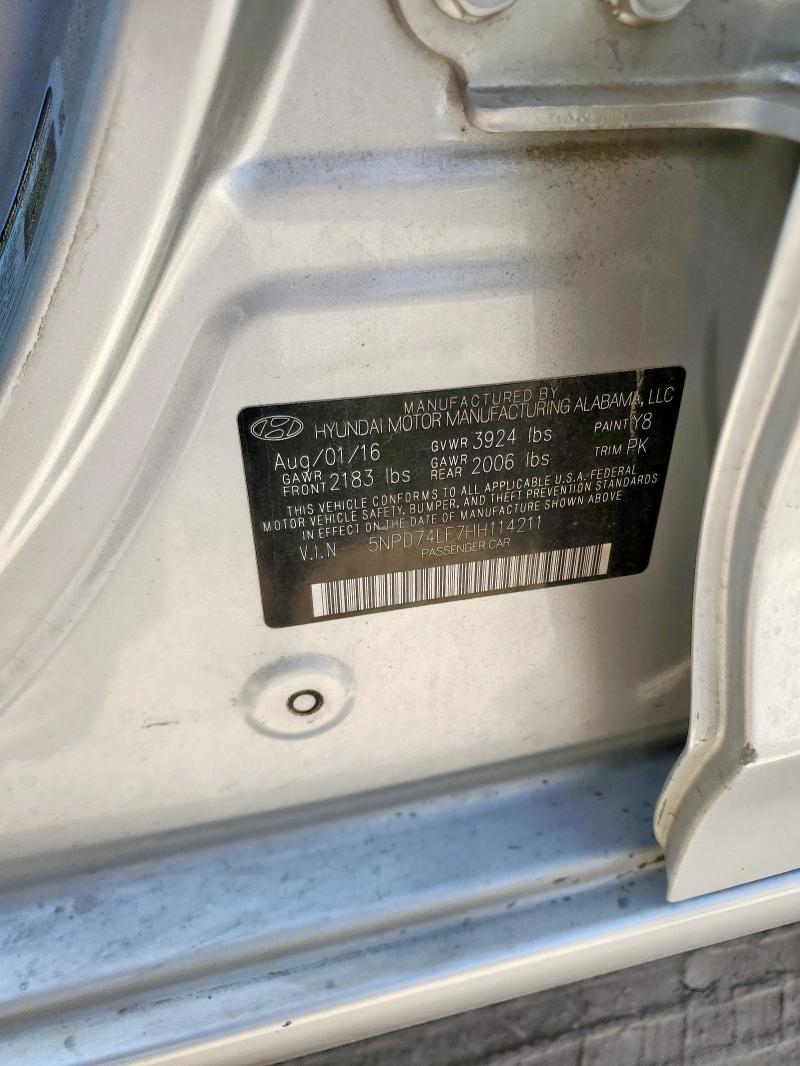 MANUFACTURED BY
HYUNDAI MOTOR MANUFACTURING ALABAMA, LLC
Aug/01/16 GVWR 3924 lbs PAINT Y8
GAWR FRONT 2183 lbs GAWR REAR 2006 lbs TRIM PK
THIS VEHICLE CONFORMS TO ALL APPLICABLE U.S.A. FEDERAL
MOTOR VEHICLE SAFETY, BUMPER, AND THEFT PREVENTION STANDARDS
IN EFFECT ON THE DATE OF MANUFACTURE SHOWN ABOVE
V.I.N 5NPD74LF7HH114211
PASSENGER CAR